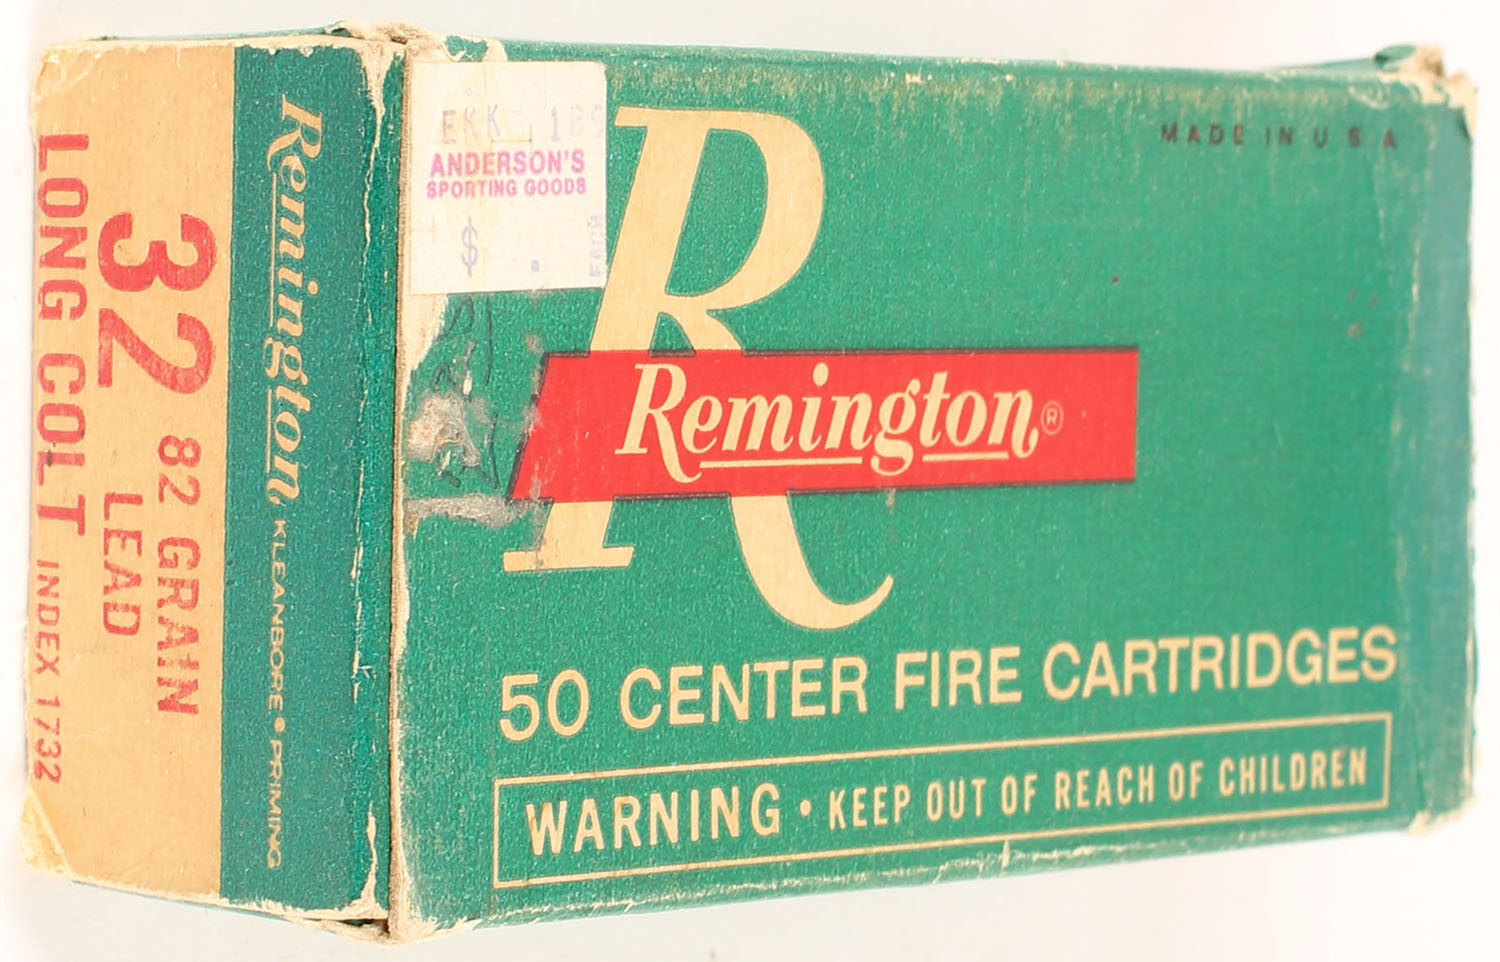 Remington KLEANBORE • PRIMING
32 82 GRAIN
LEAD
LONG COLT INDEX 1732
ANDERSON'S
SPORTING GOODS
$ .
MADE IN U S A
R
Remington®
50 CENTER FIRE CARTRIDGES
WARNING • KEEP OUT OF REACH OF CHILDREN